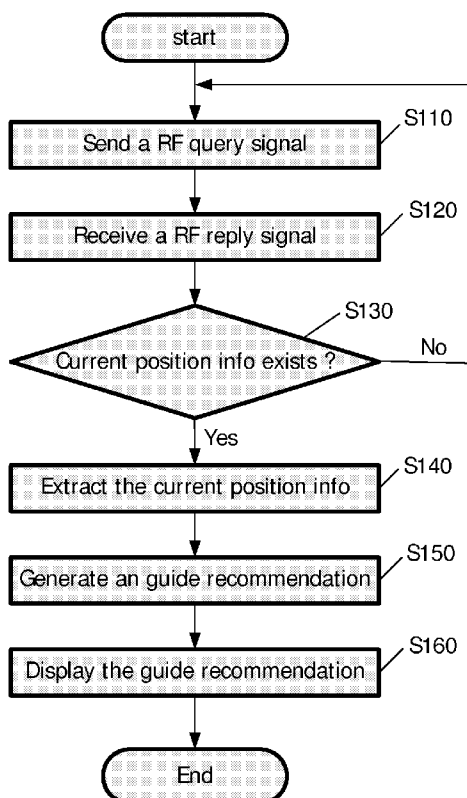 start
S110
Send a RF query signal
S120
Receive a RF reply signal
S130
Current position info exists ?
No
Yes
S140
Extract the current position info
S150
Generate an guide recommendation
S160
Display the guide recommendation
End